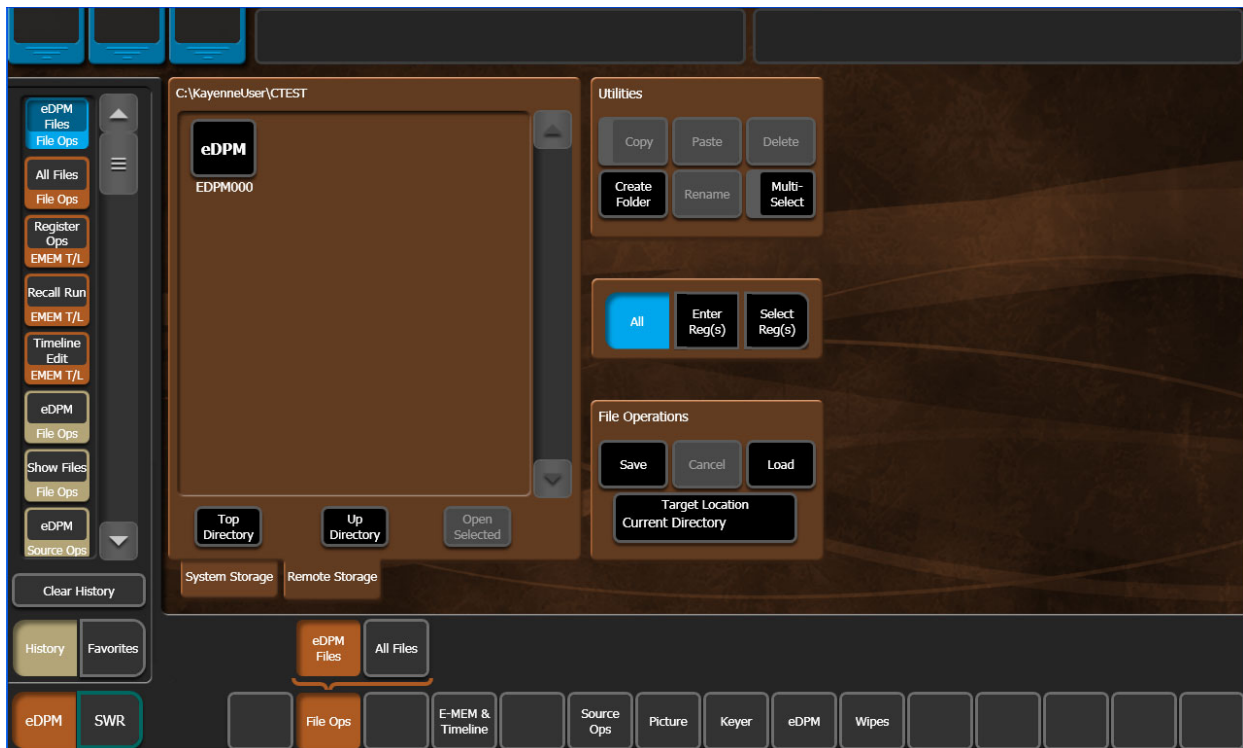 C:\KayenneUser\CTEST
eDPM
EDPM000
Top
Directory
Up
Directory
Open
Selected
System Storage
Remote Storage
Utilities
Copy
Paste
Delete
Create
Folder
Rename
Multi-
Select
All
Enter
Reg(s)
Select
Reg(s)
File Operations
Save
Cancel
Load
Target Location
Current Directory
eDPM
Files
File Ops
All Files
File Ops
Register
Ops
EMEM T/L
Recall Run
EMEM T/L
Timeline
Edit
EMEM T/L
eDPM
File Ops
Show Files
File Ops
eDPM
Source Ops
Clear History
History
Favorites
eDPM
Files
All Files
eDPM
SWR
File Ops
E-MEM &
Timeline
Source
Ops
Picture
Keyer
eDPM
Wipes